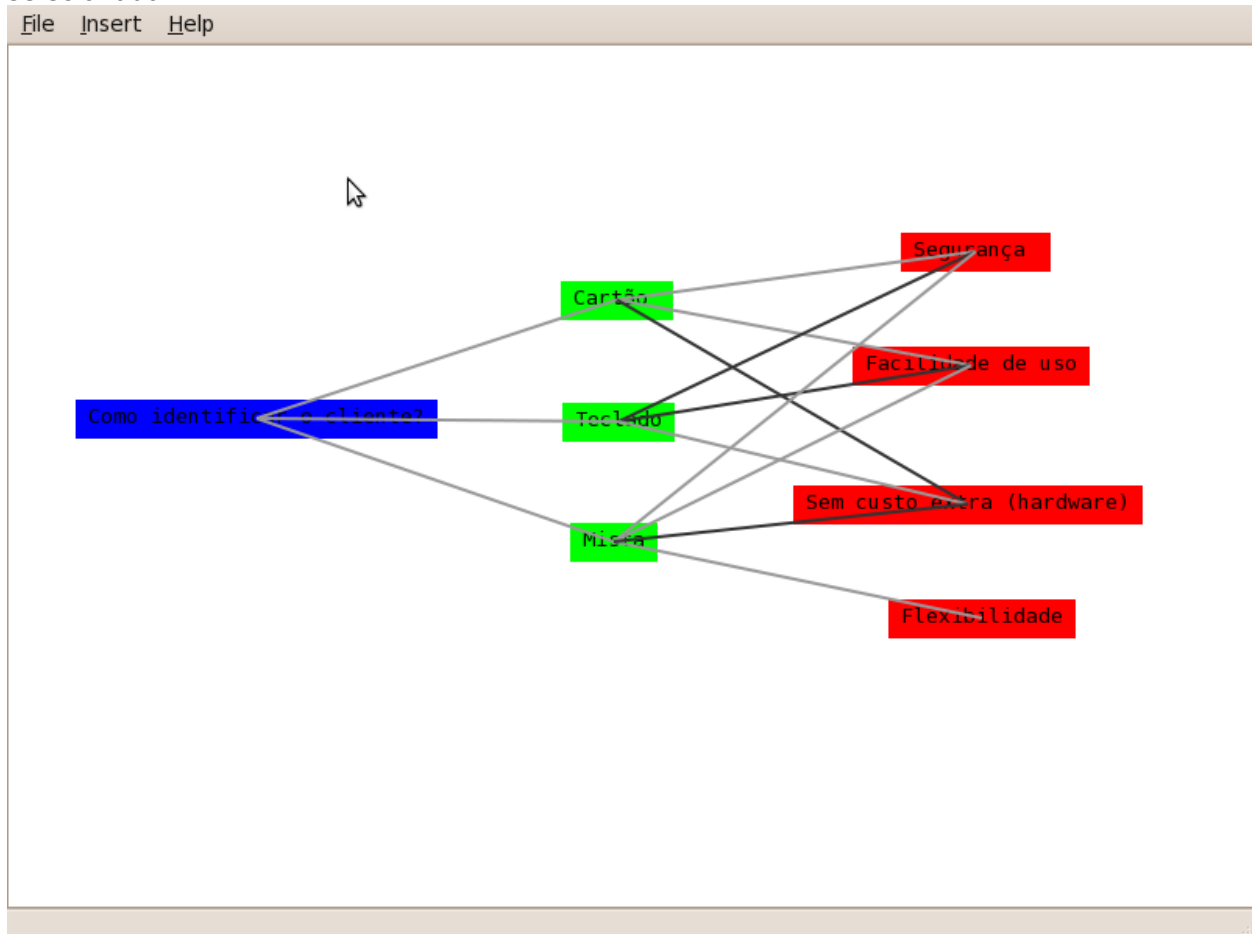 File Insert Help
Segurança
Cartão
Facilidade de uso
Como identificar o cliente?
Teclado
Sem custo extra (hardware)
Mista
Flexibilidade